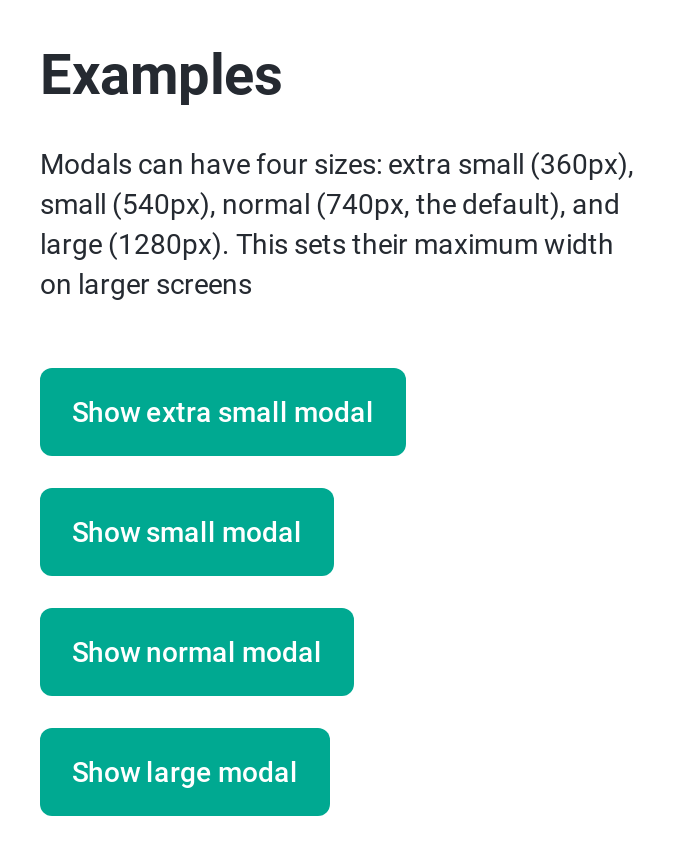 Examples
Modals can have four sizes: extra small (360px),
small (540px), normal (740px, the default), and
large (1280px). This sets their maximum width
on larger screens
Show extra small modal
Show small modal
Show normal modal
Show large modal